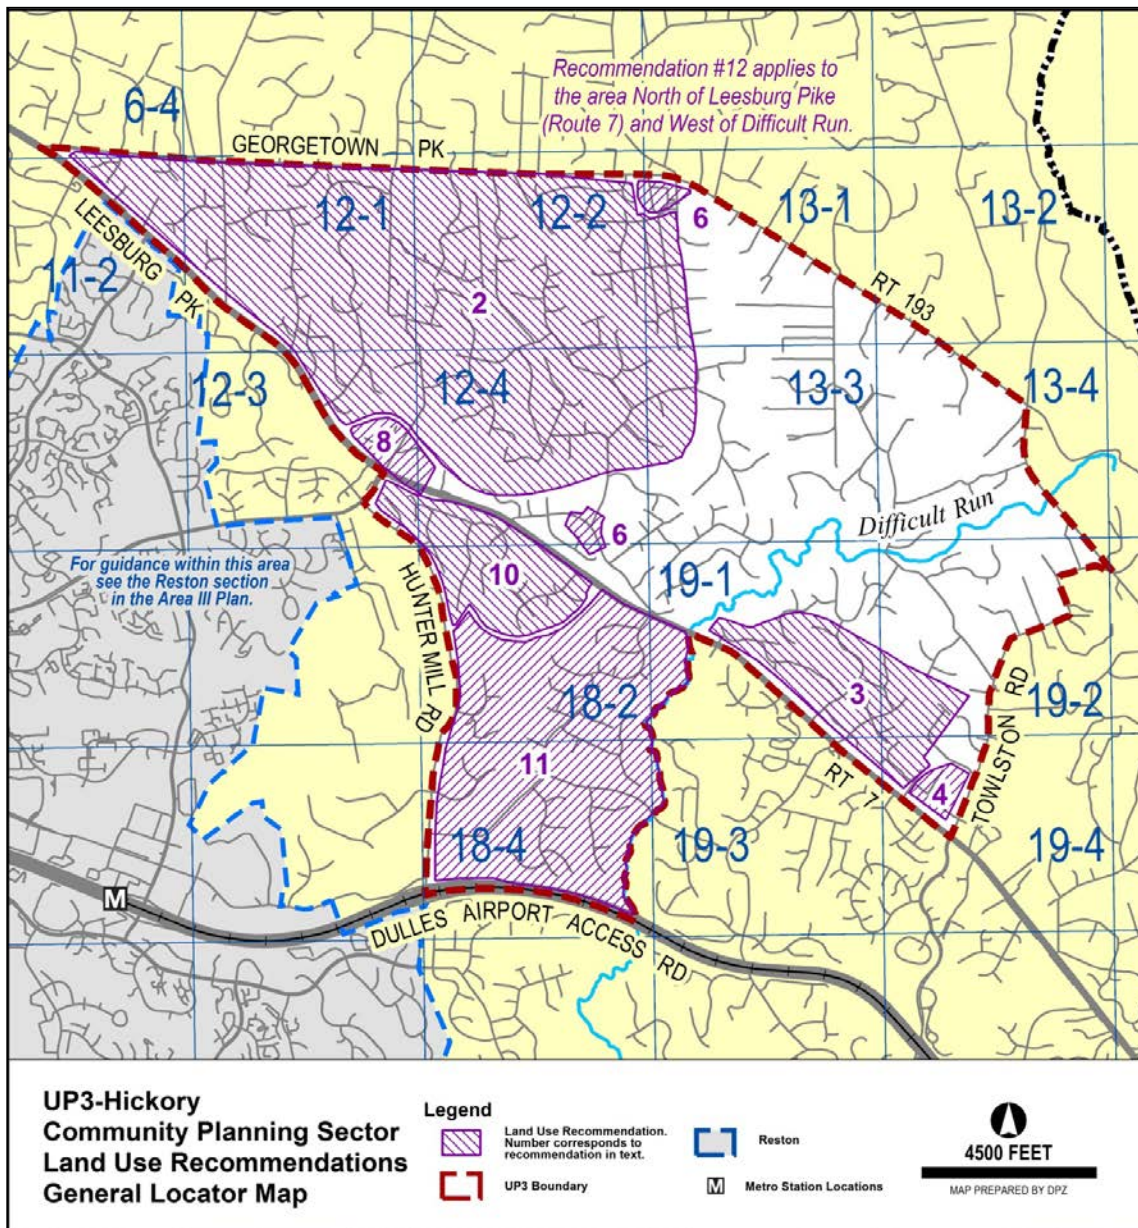 Recommendation #12 applies to
the area North of Leesburg Pike
(Route 7) and West of Difficult Run.
6-4
GEORGETOWN PK
12-1
12-2
6
13-1
13-2
LEESBURG PK
11-2
RT 193
2
12-3
12-4
13-3
13-4
8
Difficult Run
6
For guidance within this area
see the Reston section
in the Area III Plan.
10
19-1
HUNTER MILL RD
3
18-2
19-2
TOWLSTON RD
11
RT 7
4
18-4
19-3
19-4
M
DULLES AIRPORT ACCESS RD
UP3-Hickory
Community Planning Sector
Land Use Recommendations
General Locator Map
Legend
Land Use Recommendation.
Number corresponds to
recommendation in text.
UP3 Boundary
Reston
M Metro Station Locations
4500 FEET
MAP PREPARED BY DPZ